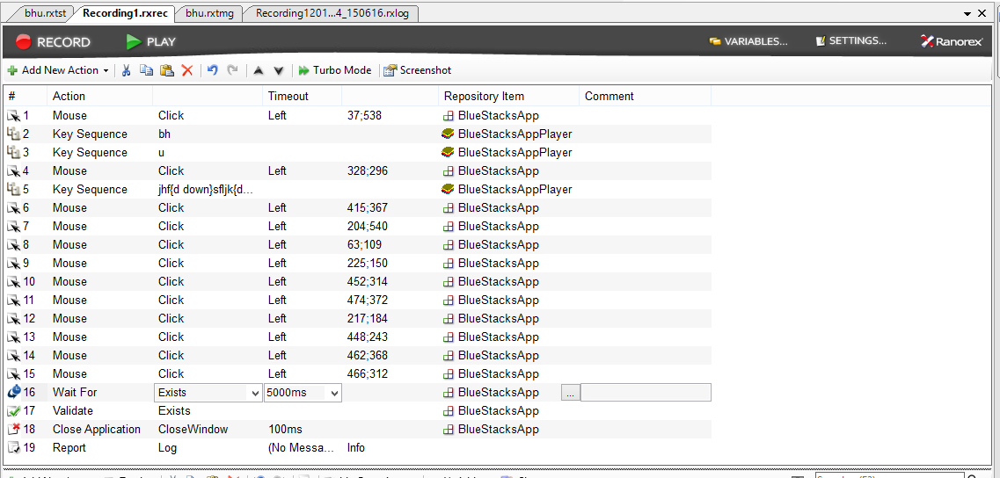 bhu.rxtst Recording1.rxrec bhu.rxtmg Recording1201...4_150616.rxlog
RECORD PLAY VARIABLES... SETTINGS... Ranorex
Add New Action Turbo Mode Screenshot
# Action Timeout Repository Item Comment
1 Mouse Click Left 37;538 BlueStacksApp
2 Key Sequence bh BlueStacksAppPlayer
3 Key Sequence u BlueStacksAppPlayer
4 Mouse Click Left 328;296 BlueStacksApp
5 Key Sequence jhf{d down}sfljk{d... BlueStacksAppPlayer
6 Mouse Click Left 415;367 BlueStacksApp
7 Mouse Click Left 204;540 BlueStacksApp
8 Mouse Click Left 63;109 BlueStacksApp
9 Mouse Click Left 225;150 BlueStacksApp
10 Mouse Click Left 452;314 BlueStacksApp
11 Mouse Click Left 474;372 BlueStacksApp
12 Mouse Click Left 217;184 BlueStacksApp
13 Mouse Click Left 448;243 BlueStacksApp
14 Mouse Click Left 462;368 BlueStacksApp
15 Mouse Click Left 466;312 BlueStacksApp
16 Wait For Exists 5000ms BlueStacksApp ...
17 Validate Exists BlueStacksApp
18 Close Application CloseWindow 100ms BlueStacksApp
19 Report Log (No Messa... Info